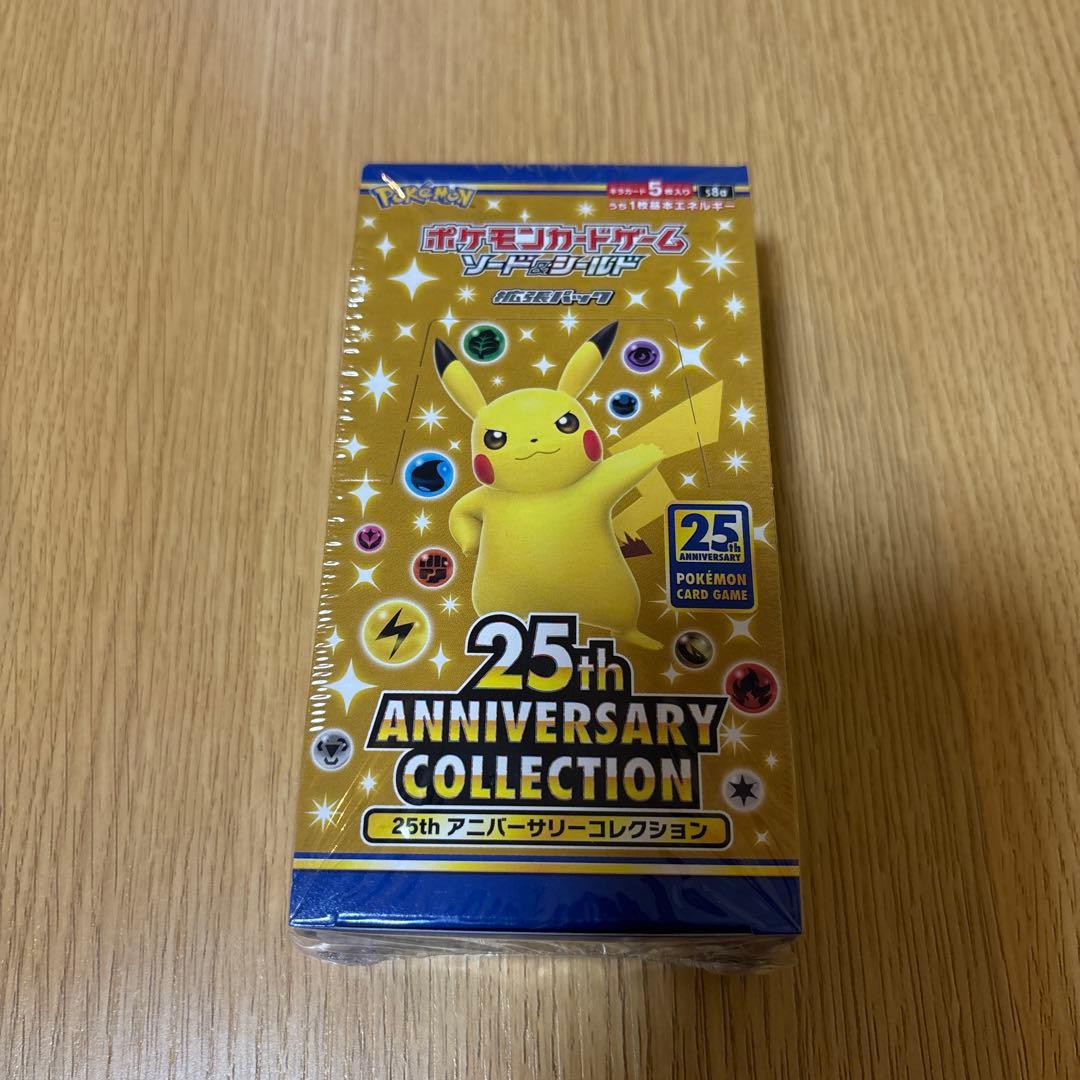 POKéMON
キラカード5枚入り s8a
うち1枚基本エネルギー
ポケモンカードゲーム
ソード&シールド
拡張パック
25th
ANNIVERSARY
POKÉMON
CARD GAME
25th
ANNIVERSARY
COLLECTION
25th アニバーサリーコレクション